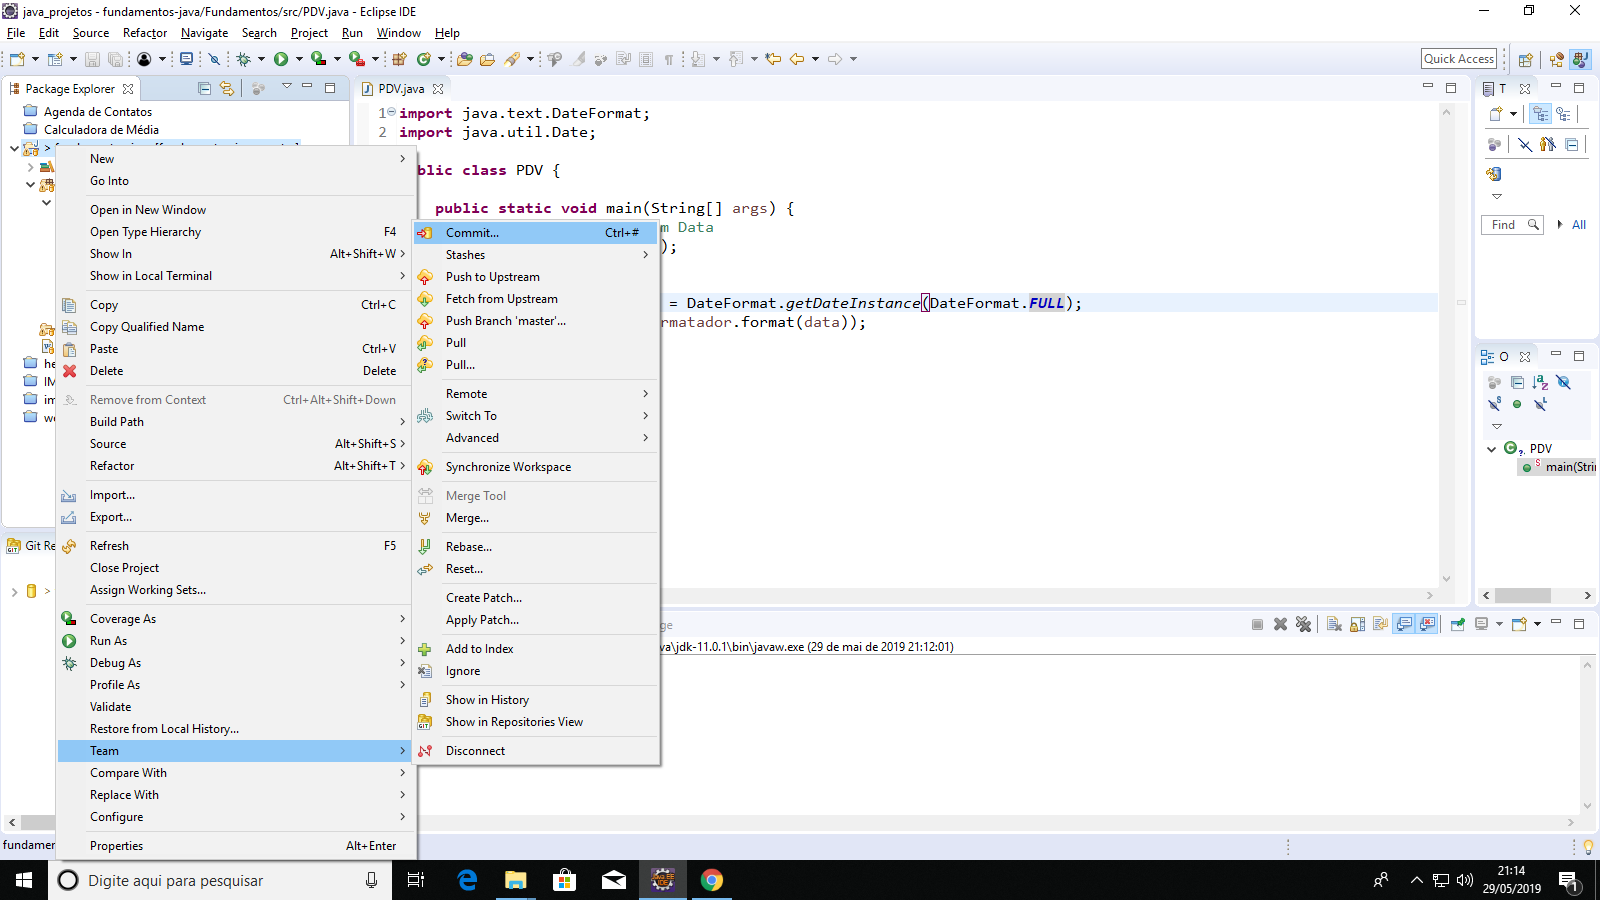 java_projetos - fundamentos-java/Fundamentos/src/PDV.java - Eclipse IDE
File Edit Source Refactor Navigate Search Project Run Window Help
Quick Access
Package Explorer
Agenda de Contatos
Calculadora de Média
>
he
IM
im
we
Git Re
>
fundamen
PDV.java
1 import java.text.DateFormat;
2 import java.util.Date;
blic class PDV {
public static void main(String[] args) {
m Data
);
= DateFormat.getDateInstance(DateFormat.FULL);
rmatador.format(data));
New
Go Into
Open in New Window
Open Type Hierarchy F4
Show In Alt+Shift+W
Show in Local Terminal
Copy Ctrl+C
Copy Qualified Name
Paste Ctrl+V
Delete Delete
Remove from Context Ctrl+Alt+Shift+Down
Build Path
Source Alt+Shift+S
Refactor Alt+Shift+T
Import...
Export...
Refresh F5
Close Project
Assign Working Sets...
Coverage As
Run As
Debug As
Profile As
Validate
Restore from Local History...
Team
Compare With
Replace With
Configure
Properties Alt+Enter
Commit... Ctrl+#
Stashes
Push to Upstream
Fetch from Upstream
Push Branch 'master'...
Pull
Pull...
Remote
Switch To
Advanced
Synchronize Workspace
Merge Tool
Merge...
Rebase...
Reset...
Create Patch...
Apply Patch...
Add to Index
Ignore
Show in History
Show in Repositories View
Disconnect
ge
va\jdk-11.0.1\bin\javaw.exe (29 de mai de 2019 21:12:01)
T
Find All
O
PDV
main(Stri
Digite aqui para pesquisar
21:14
29/05/2019
1